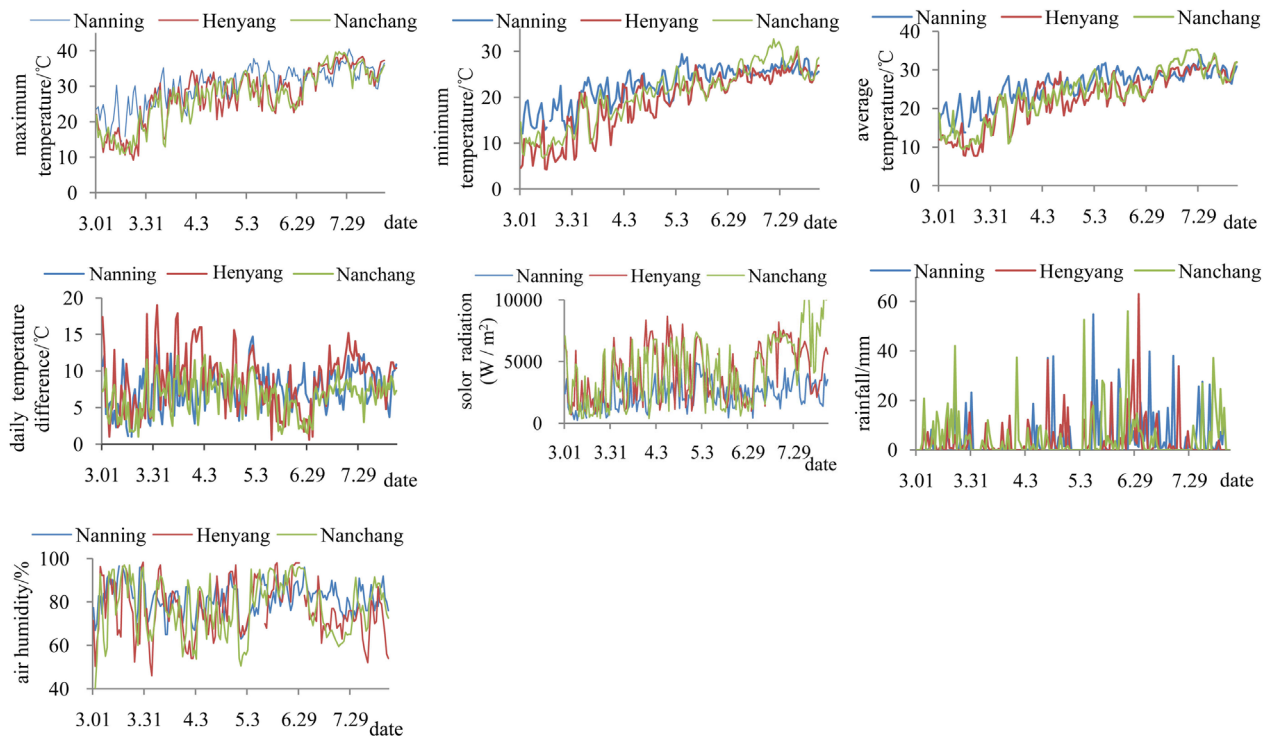 Nanning Henyang Nanchang
maximum
temperature/℃
40
30
20
10
0
3.01 3.31 4.3 5.3 6.29 7.29 date
Nanning Henyang Nanchang
minimum
temperature/℃
30
20
10
0
3.01 3.31 4.3 5.3 6.29 7.29 date
Nanning Henyang Nanchang
average
temperature/℃
40
30
20
10
0
3.01 3.31 4.3 5.3 6.29 7.29 date
Nanning Henyang Nanchang
daily temperature
difference/℃
20
15
10
5
0
3.01 3.31 4.3 5.3 6.29 7.29 date
Nanning Henyang Nanchang
solor radiation
(W / m²)
10000
5000
0
3.01 3.31 4.3 5.3 6.29 7.29 date
Nanning Hengyang Nanchang
rainfall/mm
60
40
20
0
3.01 3.31 4.3 5.3 6.29 7.29 date
Nanning Henyang Nanchang
air humidity/%
100
80
60
40
3.01 3.31 4.3 5.3 6.29 7.29 date